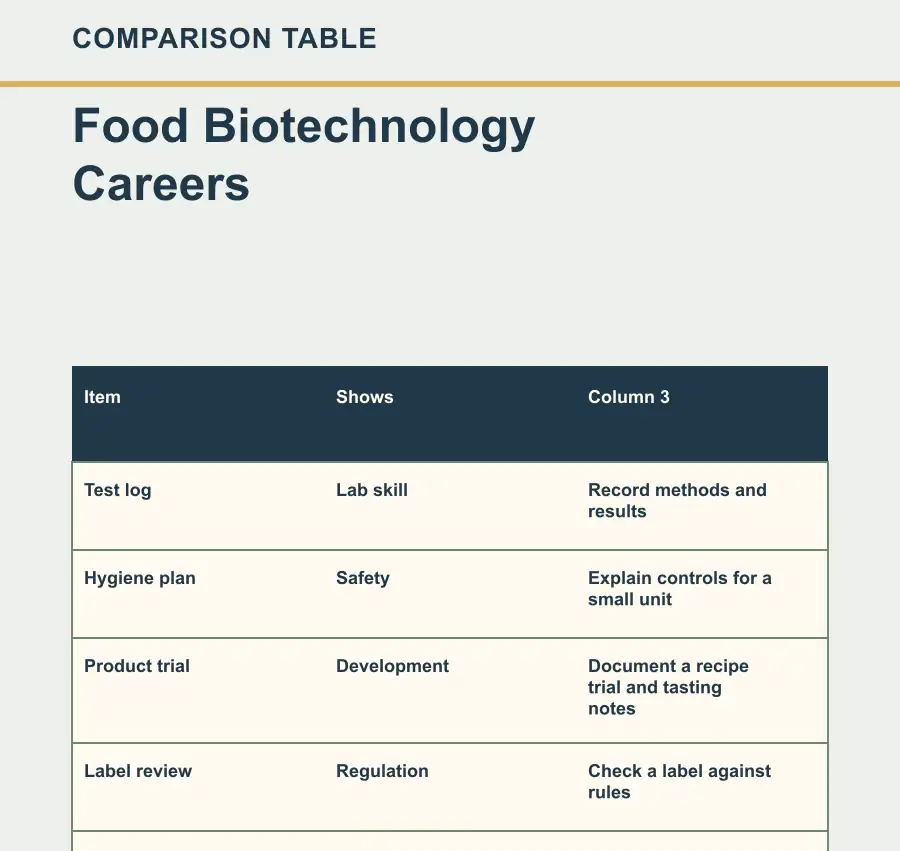 COMPARISON TABLE
Food Biotechnology
Careers
Item Shows Column 3
Test log Lab skill Record methods and
results
Hygiene plan Safety Explain controls for a
small unit
Product trial Development Document a recipe
trial and tasting
notes
Label review Regulation Check a label against
rules